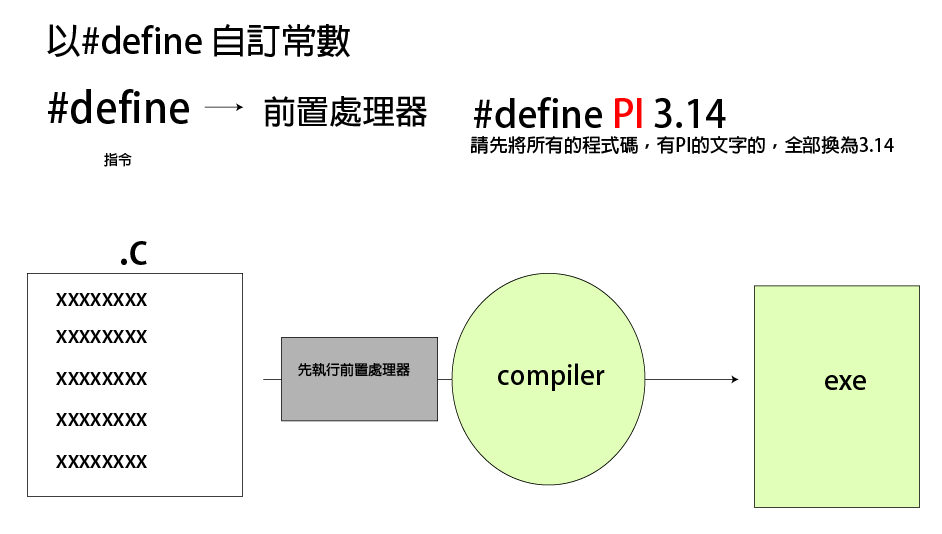 以#define 自訂常數
#define → 前置處理器
指令
#define PI 3.14
請先將所有的程式碼，有PI的文字的，全部換為3.14
.C
XXXXXXXX
XXXXXXXX
XXXXXXXX
XXXXXXXX
XXXXXXXX
先執行前置處理器
compiler
exe